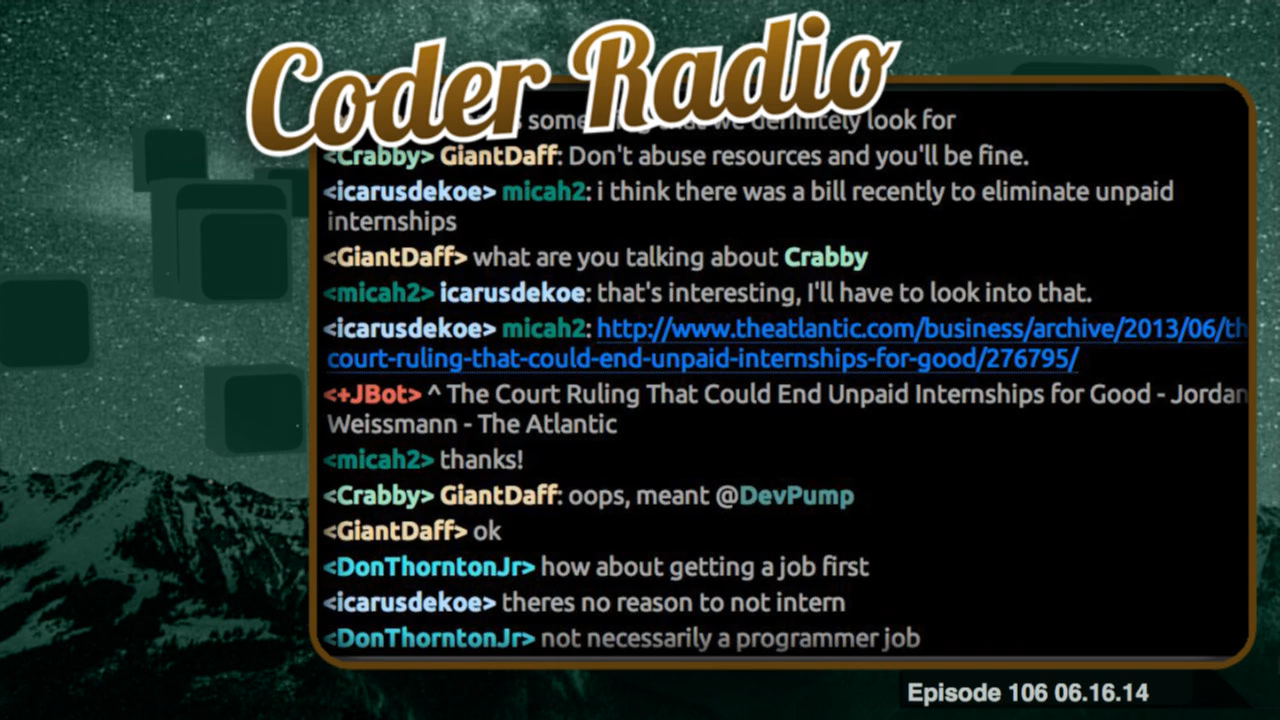 Coder Radio
that we definitely look for
<Crabby> GiantDaff: Don't abuse resources and you'll be fine.
<icarusdekoe> micah2: i think there was a bill recently to eliminate unpaid
internships
<GiantDaff> what are you talking about Crabby
<micah2> icarusdekoe: that's interesting, I'll have to look into that.
<icarusdekoe> micah2: http://www.theatlantic.com/business/archive/2013/06/th
court-ruling-that-could-end-unpaid-internships-for-good/276795/
<+JBot> ^ The Court Ruling That Could End Unpaid Internships for Good - Jordan
Weissmann - The Atlantic
<micah2> thanks!
<Crabby> GiantDaff: oops, meant @DevPump
<GiantDaff> ok
<DonThorntonJr> how about getting a job first
<icarusdekoe> theres no reason to not intern
<DonThorntonJr> not necessarily a programmer job
Episode 106 06.16.14